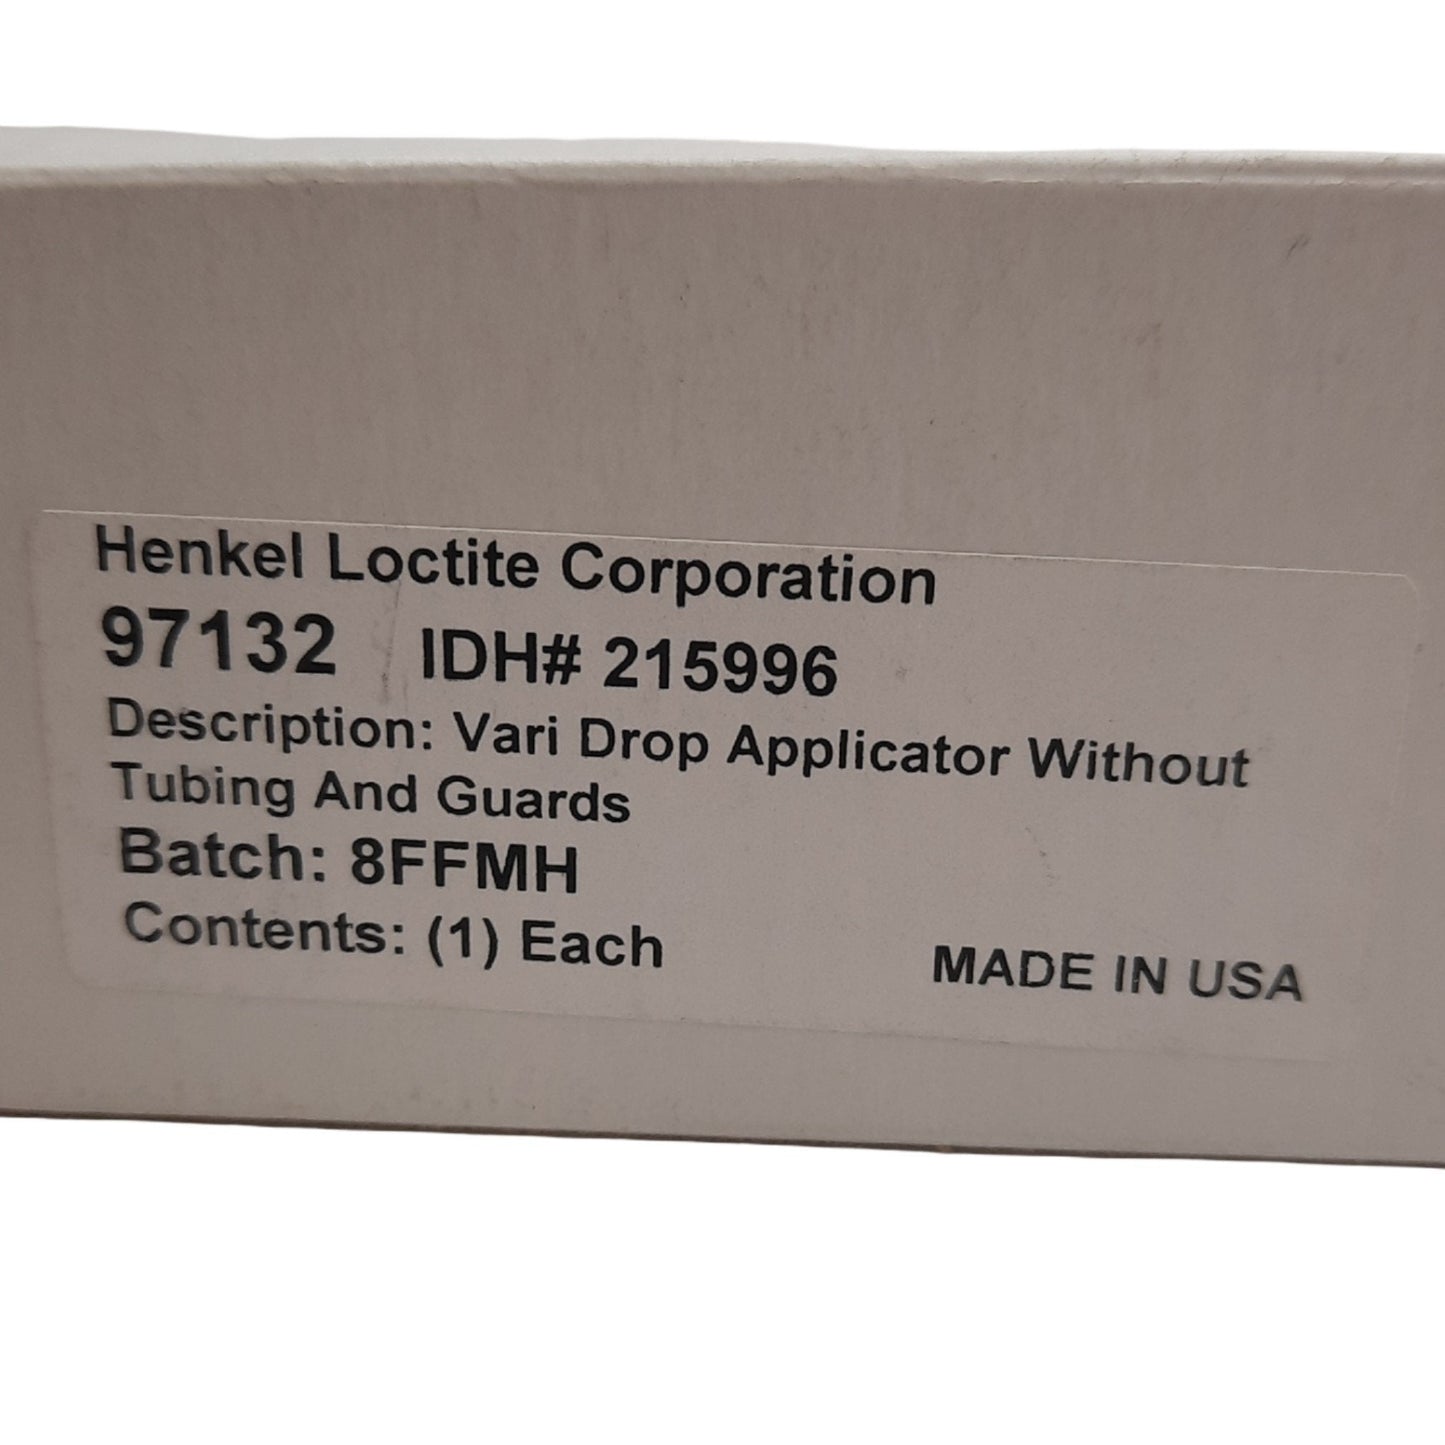 Henkel Loctite Corporation
97132 IDH# 215996
Description: Vari Drop Applicator Without
Tubing And Guards
Batch: 8FFMH
Contents: (1) Each MADE IN USA